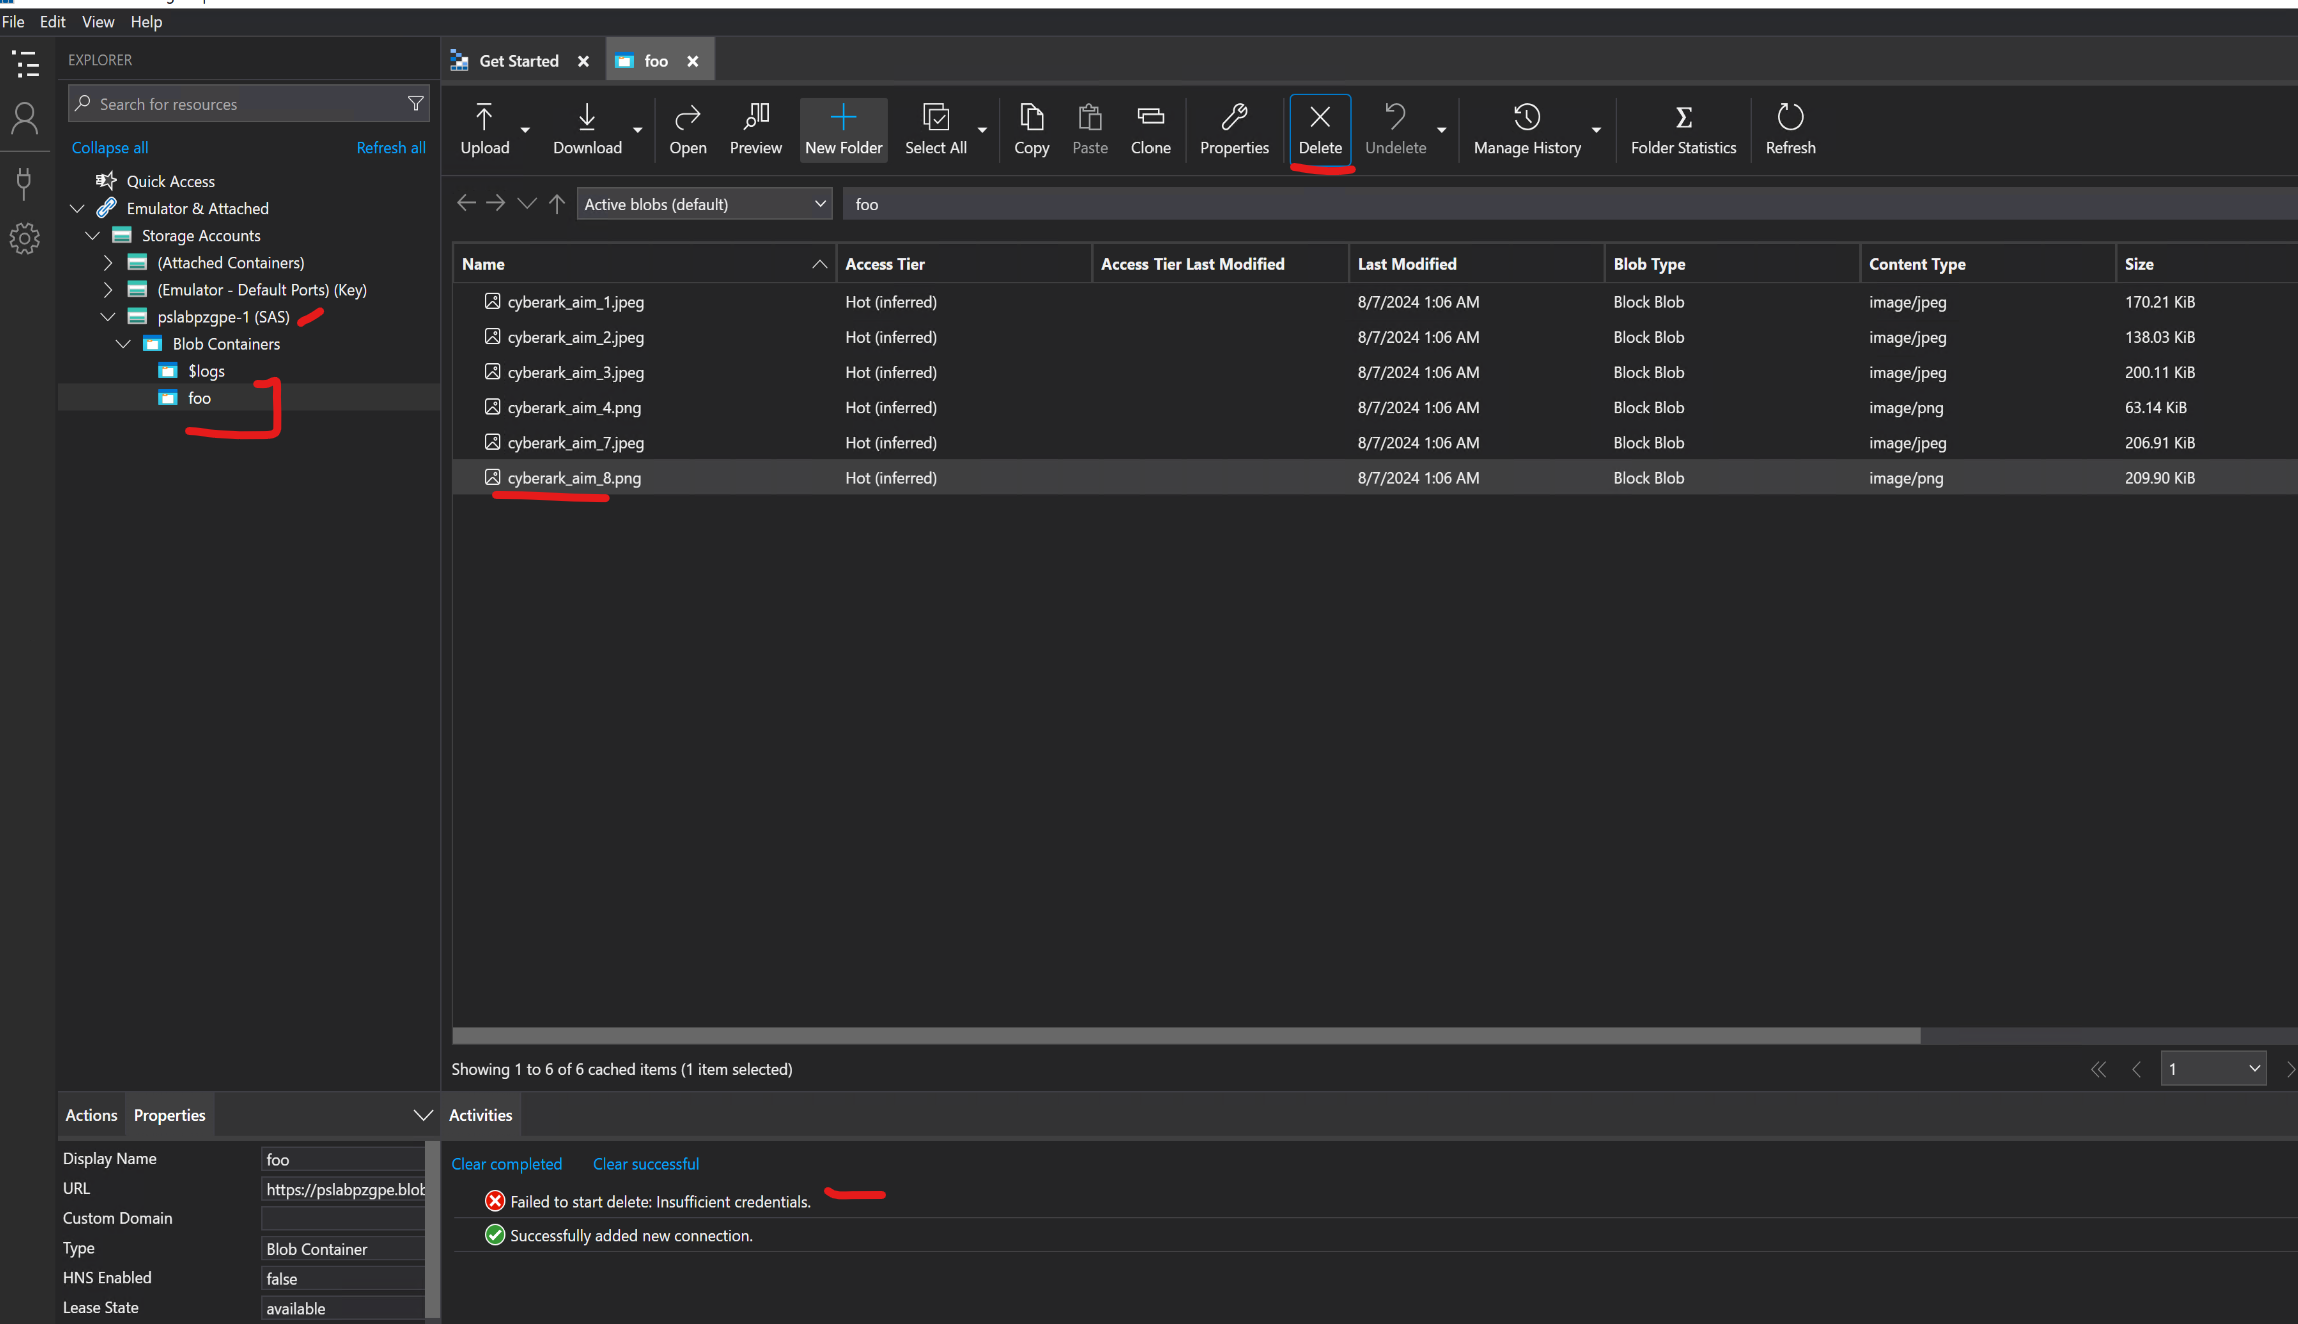 File Edit View Help
EXPLORER
Search for resources
Collapse all Refresh all
Quick Access
Emulator & Attached
Storage Accounts
(Attached Containers)
(Emulator - Default Ports) (Key)
pslabpzgpe-1 (SAS)
Blob Containers
$logs
foo
Get Started foo
Upload Download Open Preview New Folder Select All Copy Paste Clone Properties Delete Undelete Manage History Folder Statistics Refresh
Active blobs (default) foo
Name Access Tier Access Tier Last Modified Last Modified Blob Type Content Type Size
cyberark_aim_1.jpeg Hot (inferred) 8/7/2024 1:06 AM Block Blob image/jpeg 170.21 KiB
cyberark_aim_2.jpeg Hot (inferred) 8/7/2024 1:06 AM Block Blob image/jpeg 138.03 KiB
cyberark_aim_3.jpeg Hot (inferred) 8/7/2024 1:06 AM Block Blob image/jpeg 200.11 KiB
cyberark_aim_4.png Hot (inferred) 8/7/2024 1:06 AM Block Blob image/png 63.14 KiB
cyberark_aim_7.jpeg Hot (inferred) 8/7/2024 1:06 AM Block Blob image/jpeg 206.91 KiB
cyberark_aim_8.png Hot (inferred) 8/7/2024 1:06 AM Block Blob image/png 209.90 KiB
Showing 1 to 6 of 6 cached items (1 item selected) 1
Actions Properties
Display Name foo
URL https://pslabpzgpe.blob
Custom Domain
Type Blob Container
HNS Enabled false
Lease State available
Activities
Clear completed Clear successful
Failed to start delete: Insufficient credentials.
Successfully added new connection.